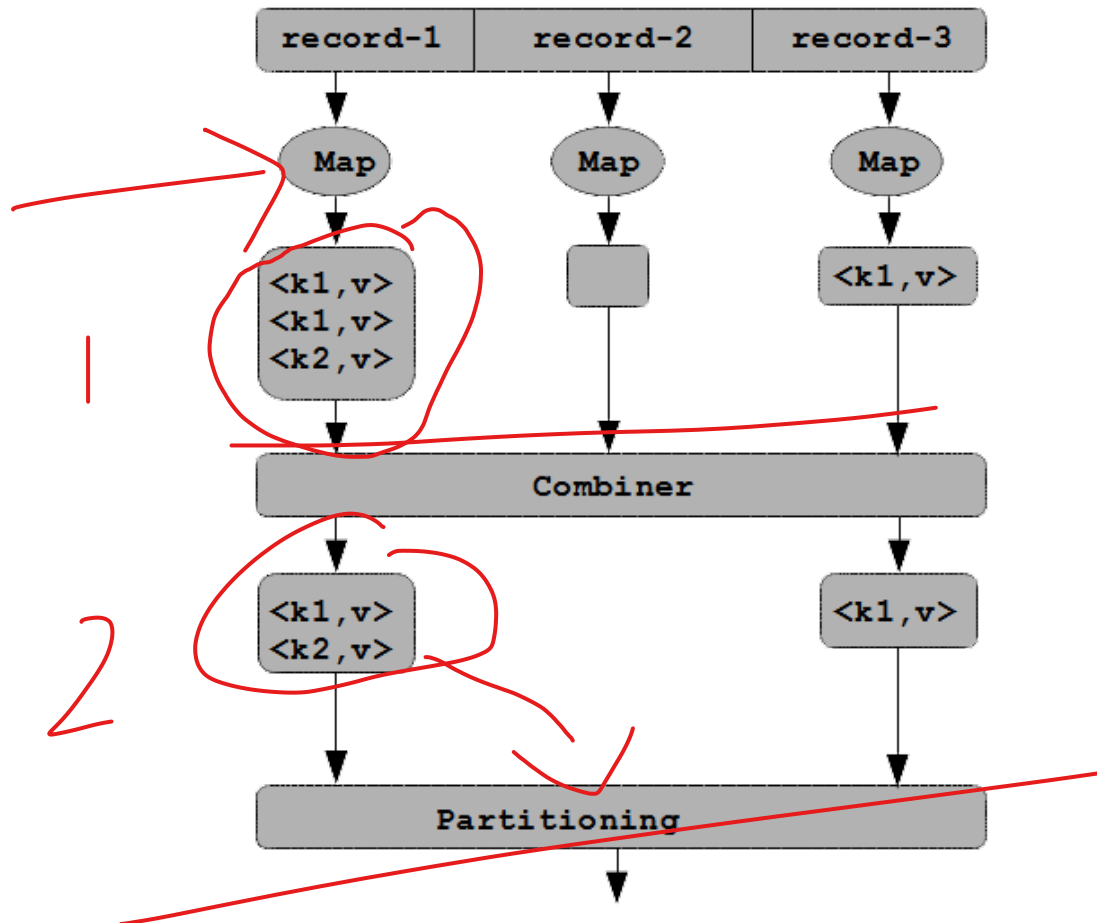 record-1 record-2 record-3
Map Map Map
<k1,v>
<k1,v> <k1,v>
<k2,v>
1
Combiner
<k1,v> <k1,v>
<k2,v>
2
Partitioning